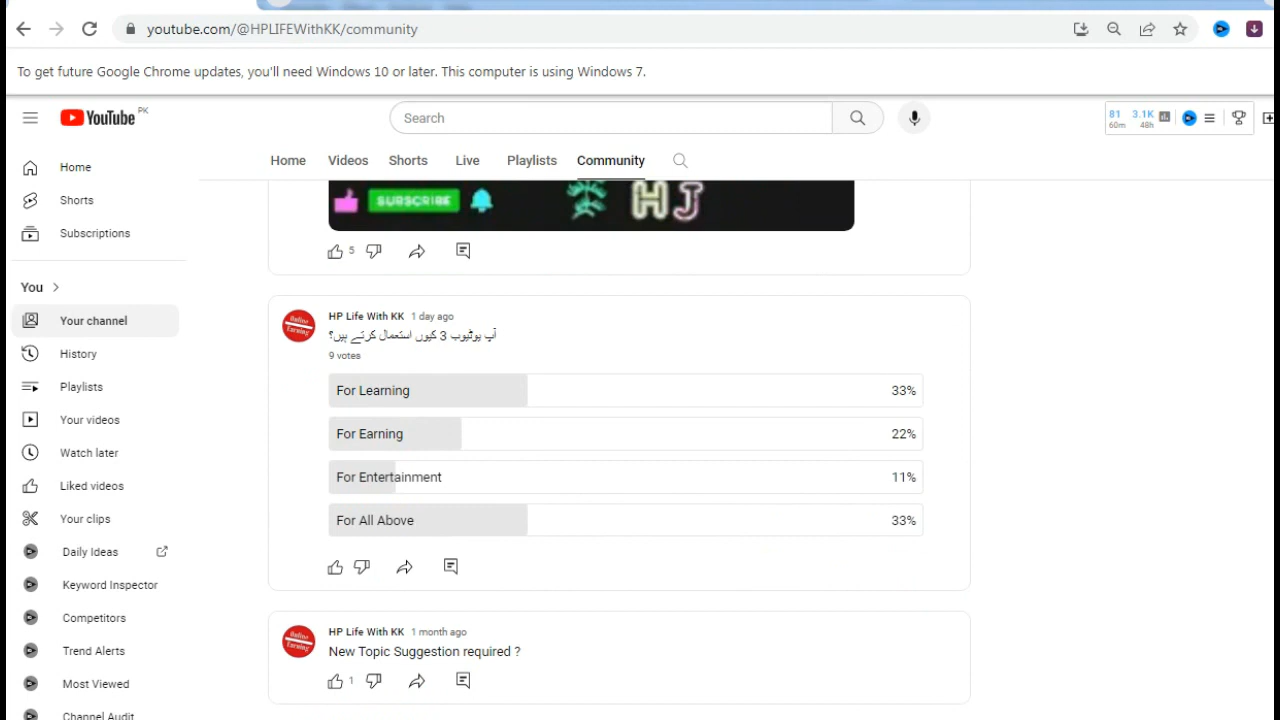 youtube.com/@HPLIFEWithKK/community
To get future Google Chrome updates, you'll need Windows 10 or later. This computer is using Windows 7.
YouTube PK
Search
81 3.1K
60m 48h
Home Videos Shorts Live Playlists Community
Home
Shorts
Subscriptions
You
Your channel
History
Playlists
Your videos
Watch later
Liked videos
Your clips
Daily Ideas
Keyword Inspector
Competitors
Trend Alerts
Most Viewed
Channel Audit
SUBSCRIBE HJ
5
Online Earning
HP Life With KK 1 day ago
آپ یوٹیوب 3 کیوں استعمال کرتے ہیں؟
9 votes
For Learning 33%
For Earning 22%
For Entertainment 11%
For All Above 33%
Online Earning
HP Life With KK 1 month ago
New Topic Suggestion required ?
1